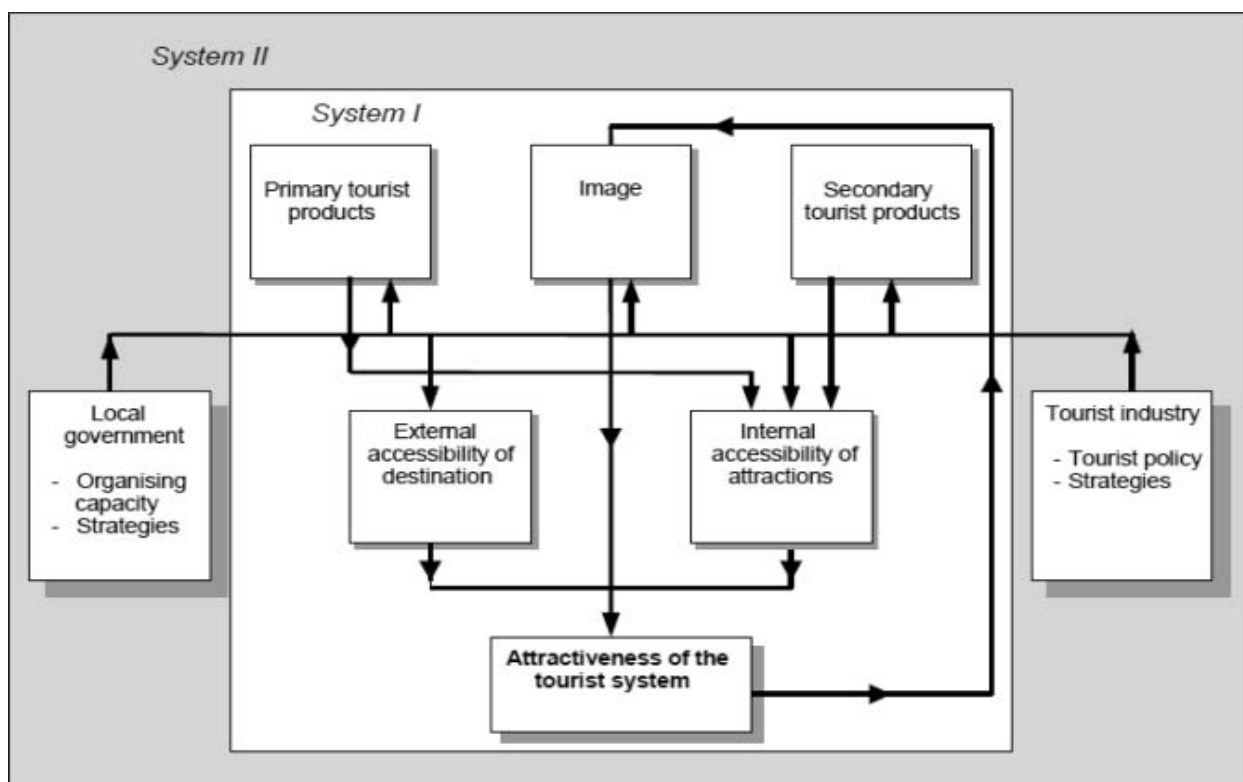 System II
System I
Primary tourist
products
Image
Secondary
tourist products
Local
government
- Organising
capacity
- Strategies
External
accessibility of
destination
Internal
accessibility of
attractions
Tourist industry
- Tourist policy
- Strategies
Attractiveness of the
tourist system